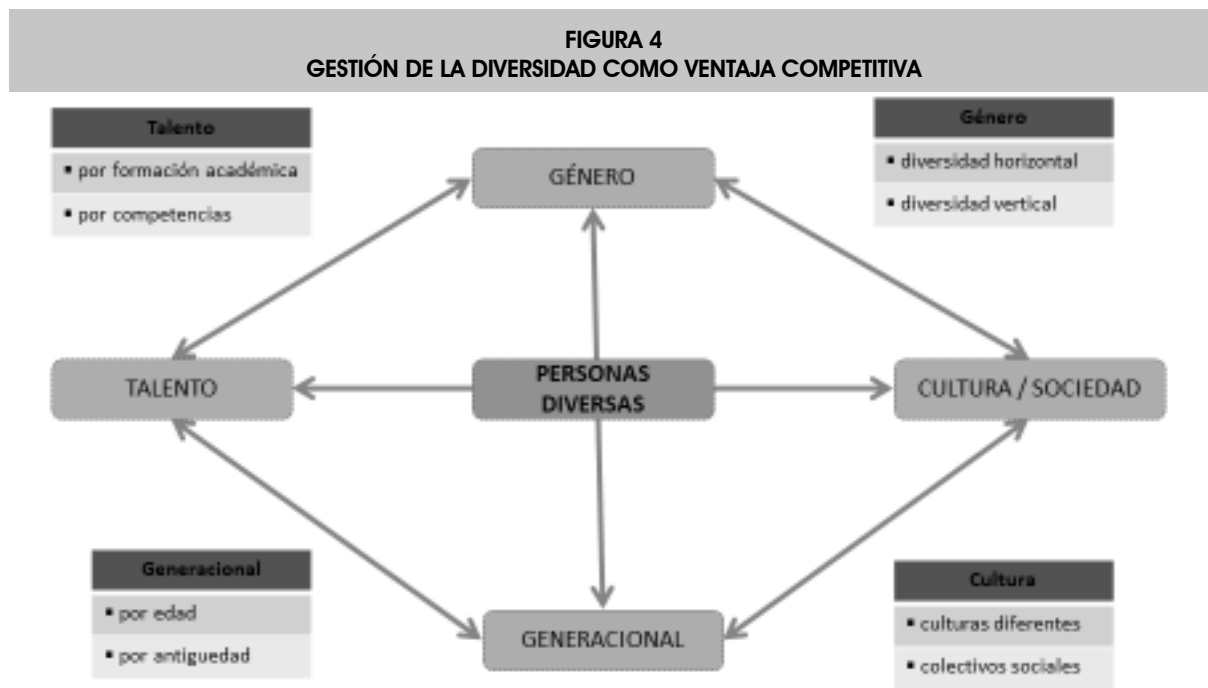 FIGURA 4
GESTIÓN DE LA DIVERSIDAD COMO VENTAJA COMPETITIVA
Talento
▪ por formación académica
▪ por competencias
Género
▪ diversidad horizontal
▪ diversidad vertical
GÉNERO
TALENTO
PERSONAS
DIVERSAS
CULTURA / SOCIEDAD
GENERACIONAL
Generacional
▪ por edad
▪ por antiguedad
Cultura
▪ culturas diferentes
▪ colectivos sociales